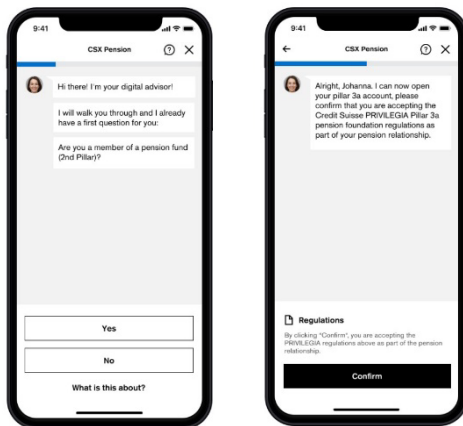 9:41
CSX Pension
Hi there! I'm your digital advisor!
I will walk you through and I already
have a first question for you:
Are you a member of a pension fund
(2nd Pillar)?
Yes
No
What is this about?
9:41
CSX Pension
Alright, Johanna. I can now open
your pillar 3a account, please
confirm that you are accepting the
Credit Suisse PRIVILEGIA Pillar 3a
pension foundation regulations as
part of your pension relationship.
Regulations
By clicking "Confirm", you are accepting the
PRIVILEGIA regulations above as part of the pension
relationship.
Confirm